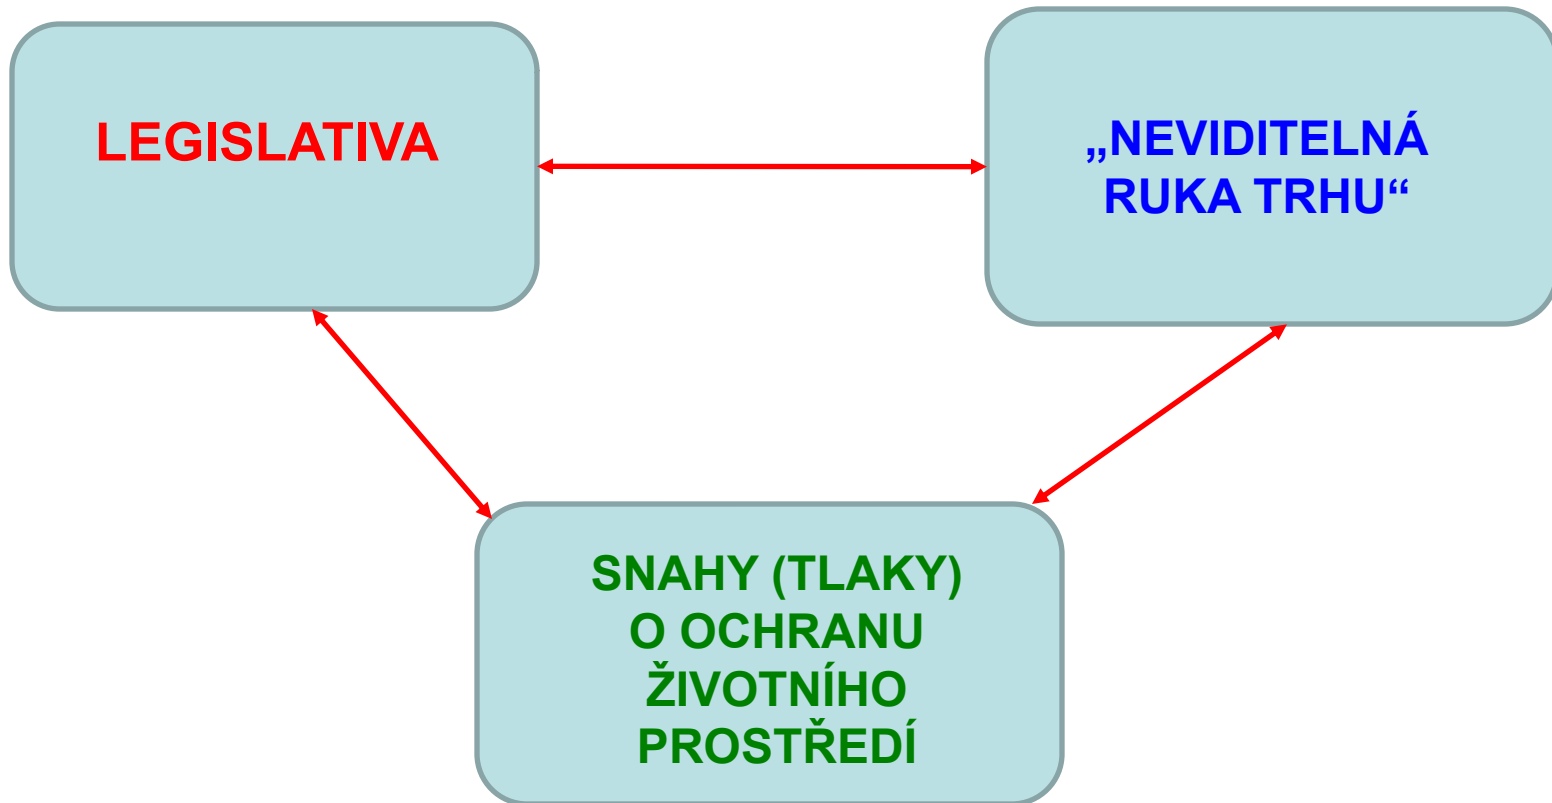 LEGISLATIVA
„NEVIDITELNÁ
RUKA TRHU“
SNAHY (TLAKY)
O OCHRANU
ŽIVOTNÍHO
PROSTŘEDÍ